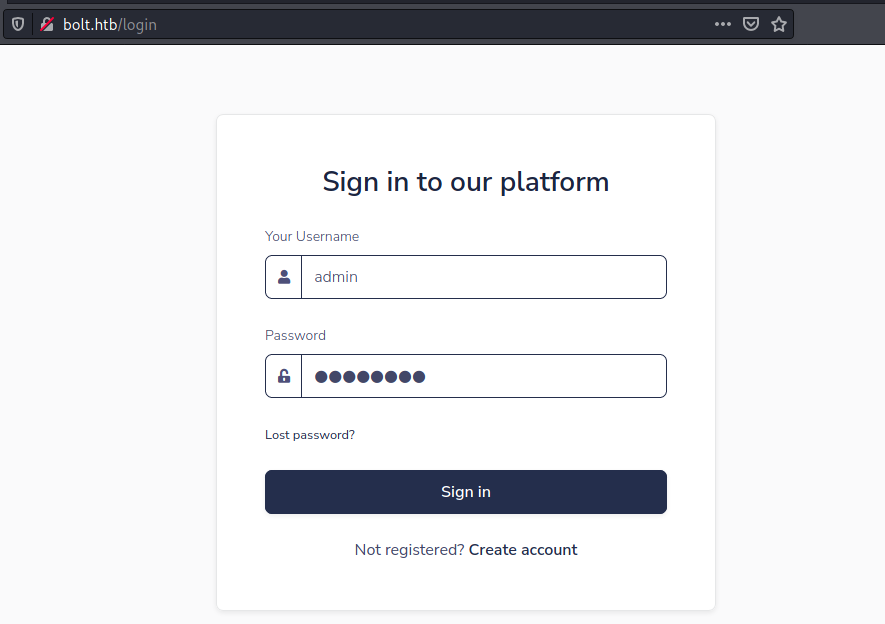 bolt.htb/login
Sign in to our platform
Your Username
admin
Password
Lost password?
Sign in
Not registered? Create account